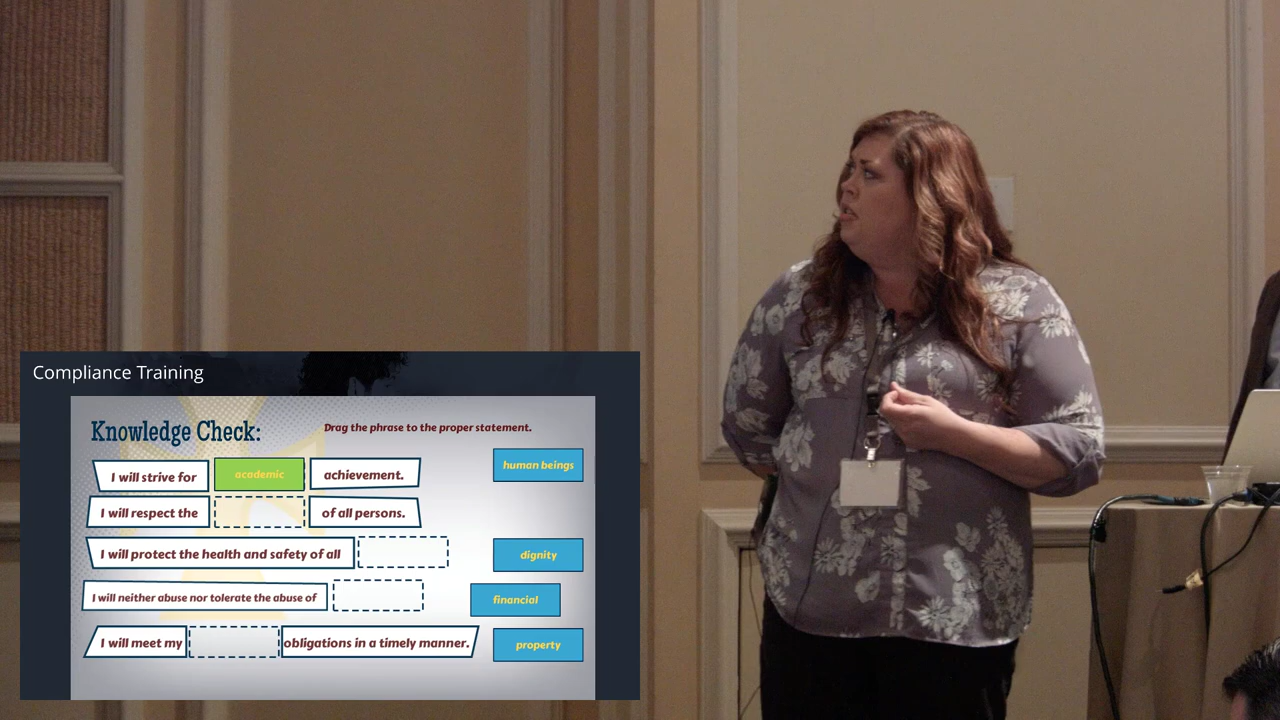 Compliance Training
Knowledge Check:
Drag the phrase to the proper statement.
I will strive for academic achievement.
human beings
I will respect the of all persons.
I will protect the health and safety of all
dignity
I will neither abuse nor tolerate the abuse of
financial
I will meet my obligations in a timely manner.
property